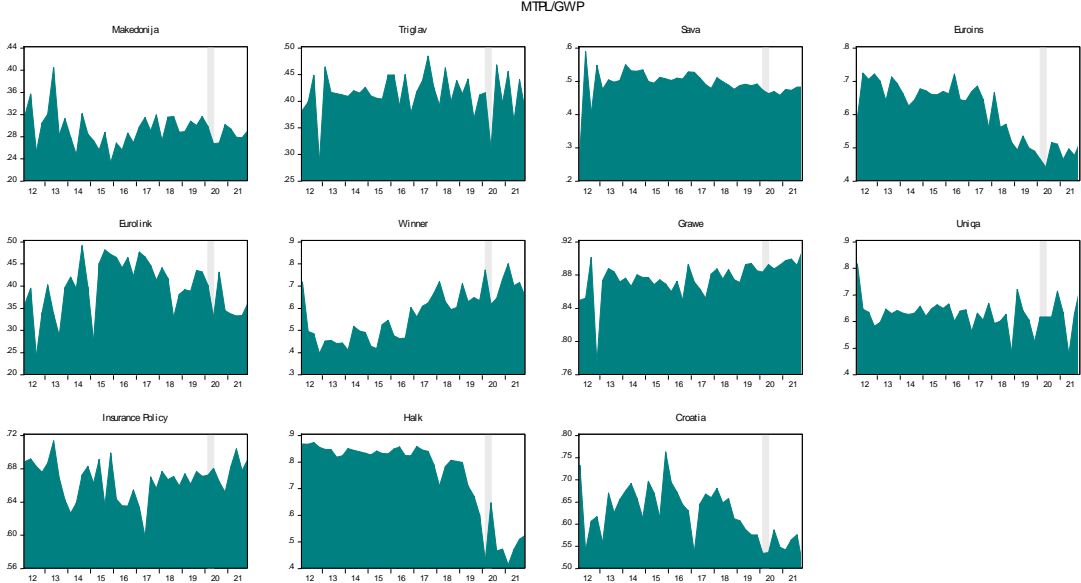 MTPL/GWP
Makedonija
.44
.40
.36
.32
.28
.24
.20
12 13 14 15 16 17 18 19 20 21
Triglav
.50
.45
.40
.35
.30
.25
12 13 14 15 16 17 18 19 20 21
Sava
.6
.5
.4
.3
.2
12 13 14 15 16 17 18 19 20 21
Euroins
.8
.7
.6
.5
.4
12 13 14 15 16 17 18 19 20 21
Eurolink
.50
.45
.40
.35
.30
.25
.20
12 13 14 15 16 17 18 19 20 21
Winner
.9
.8
.7
.6
.5
.4
.3
12 13 14 15 16 17 18 19 20 21
Grawe
.92
.88
.84
.80
.76
12 13 14 15 16 17 18 19 20 21
Uniqa
.9
.8
.7
.6
.5
.4
12 13 14 15 16 17 18 19 20 21
Insurance Policy
.72
.68
.64
.60
.56
12 13 14 15 16 17 18 19 20 21
Halk
.9
.8
.7
.6
.5
.4
12 13 14 15 16 17 18 19 20 21
Croatia
.80
.75
.70
.65
.60
.55
.50
12 13 14 15 16 17 18 19 20 21